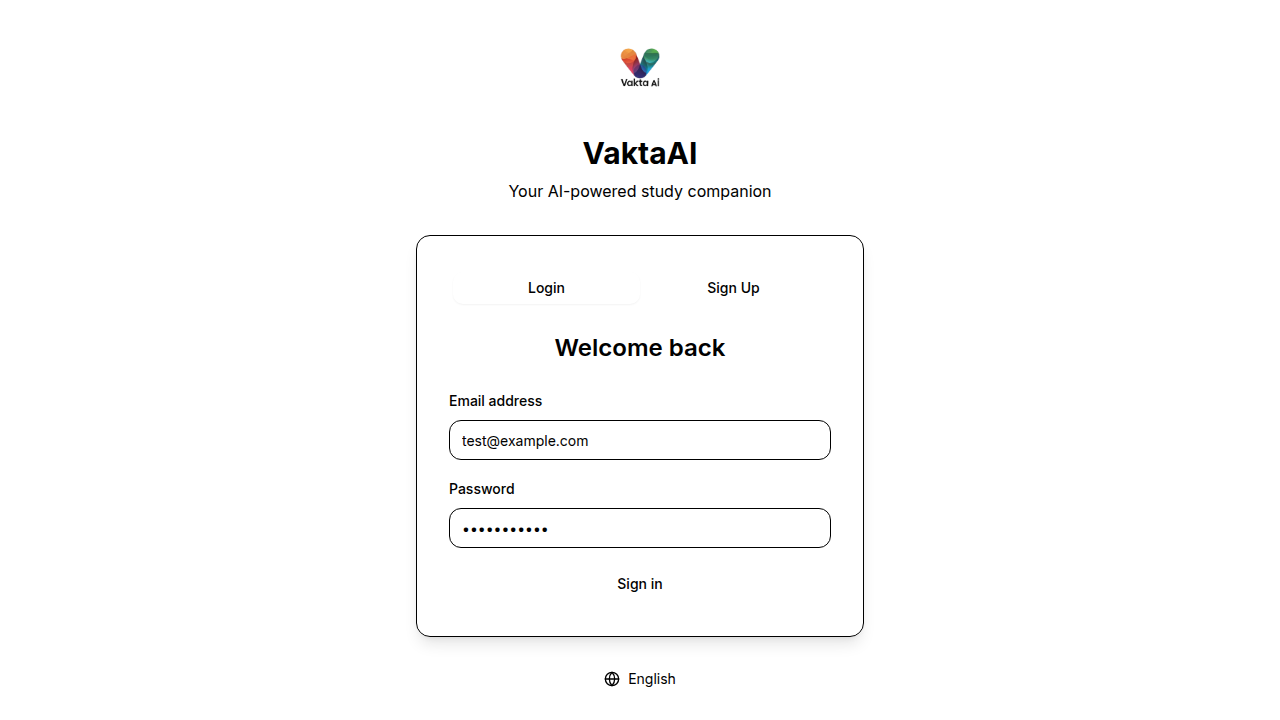 Vakta Ai
VaktaAI
Your AI-powered study companion
Login
Sign Up
Welcome back
Email address
test@example.com
Password
•••••••••••
Sign in
English